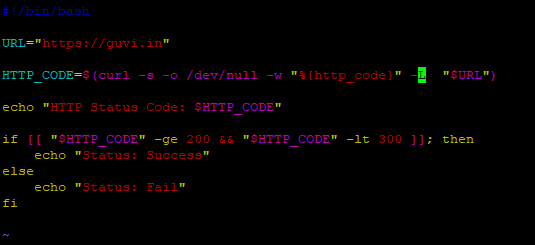 #!/bin/bash
URL="https://guvi.in"
HTTP_CODE=$(curl -s -o /dev/null -w "%{http_code}" -L  "$URL")
echo "HTTP Status Code: $HTTP_CODE"
if [[ "$HTTP_CODE" -ge 200 && "$HTTP_CODE" -lt 300 ]]; then
    echo "Status: Success"
else
    echo "Status: Fail"
fi
~